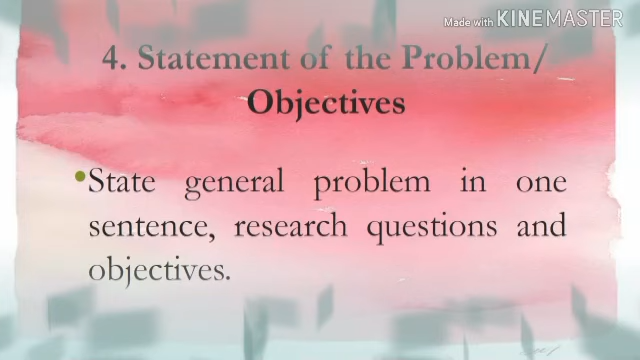 Made with KINEMASTER
4. Statement of the Problem/
Objectives
•State general problem in one
sentence, research questions and
objectives.